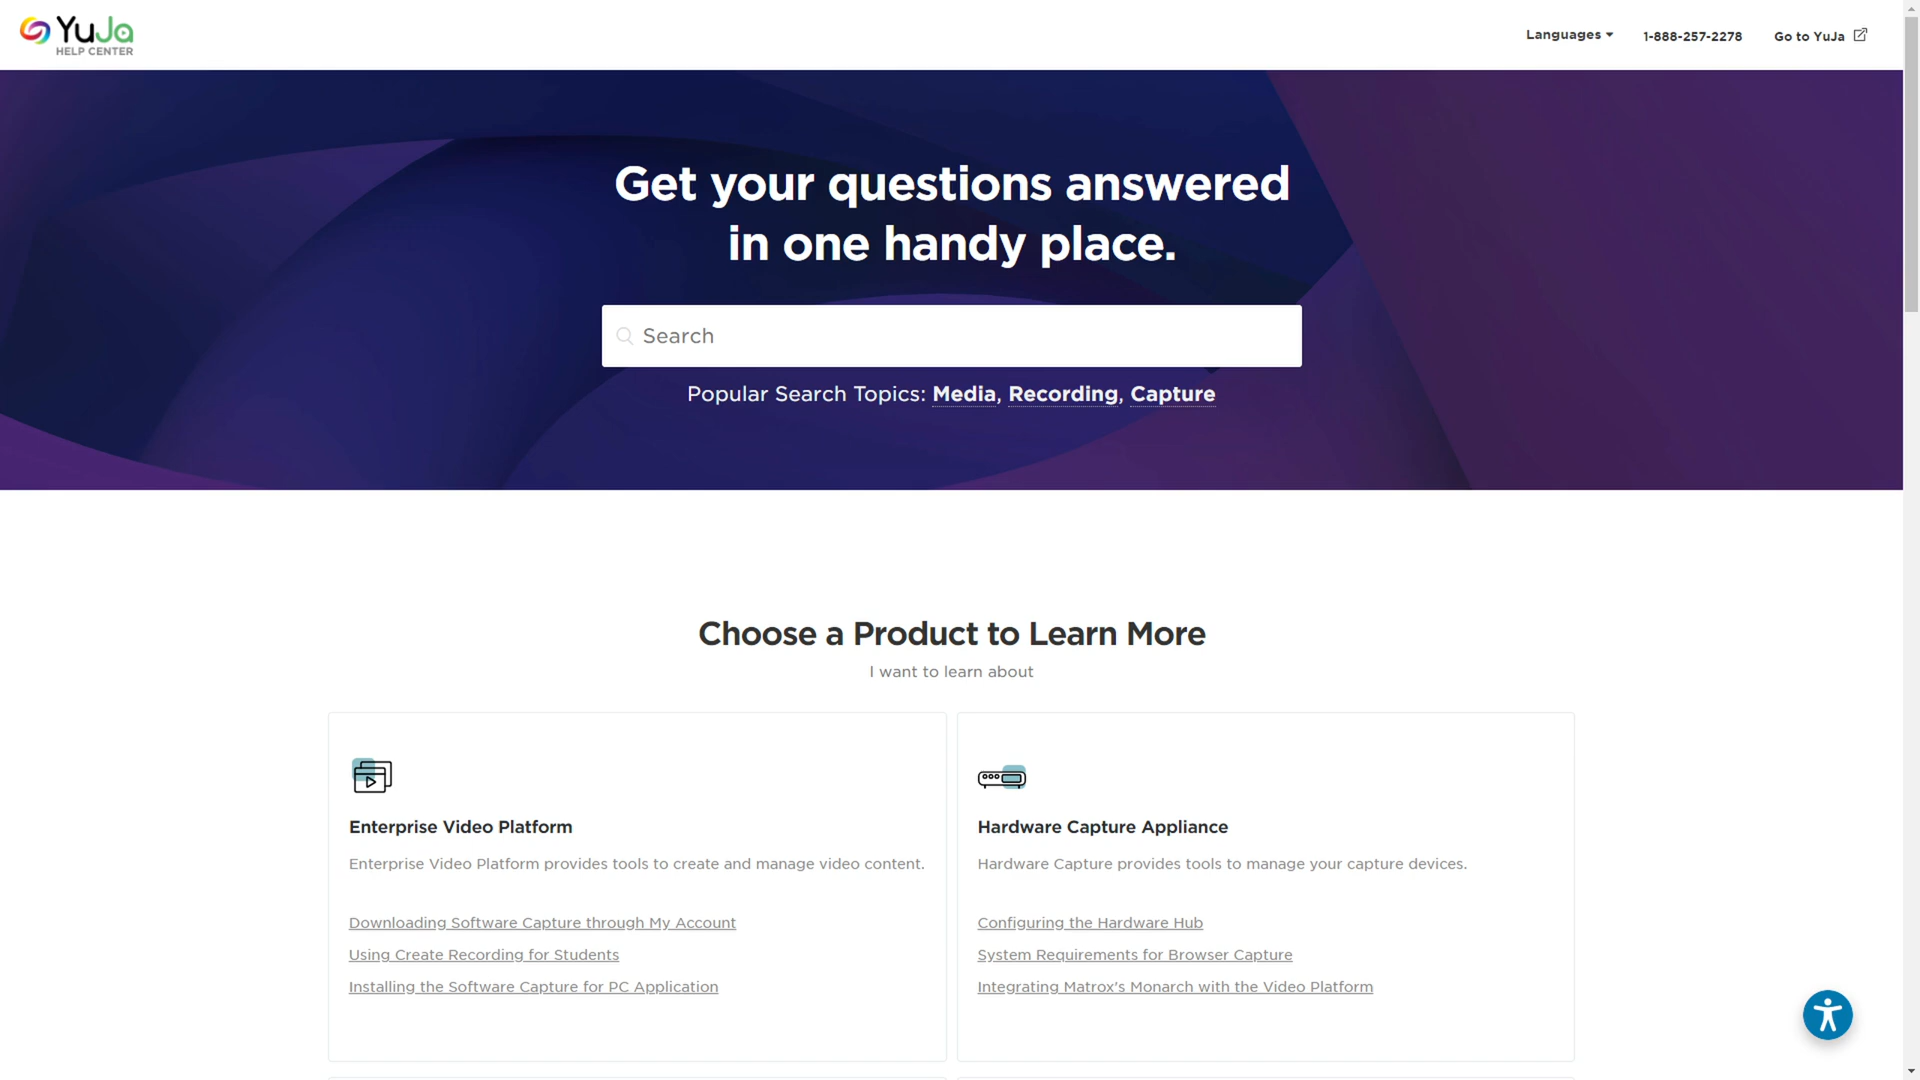 YuJa
HELP CENTER
Languages
1-888-257-2278
Go to YuJa
Get your questions answered
in one handy place.
Search
Popular Search Topics: Media, Recording, Capture
Choose a Product to Learn More
I want to learn about
Enterprise Video Platform
Enterprise Video Platform provides tools to create and manage video content.
Downloading Software Capture through My Account
Using Create Recording for Students
Installing the Software Capture for PC Application
Hardware Capture Appliance
Hardware Capture provides tools to manage your capture devices.
Configuring the Hardware Hub
System Requirements for Browser Capture
Integrating Matrox's Monarch with the Video Platform